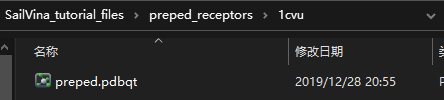 SailVina_tutorial_files > preped_receptors > 1cvu
名称 修改日期
preped.pdbqt 2019/12/28 20:55